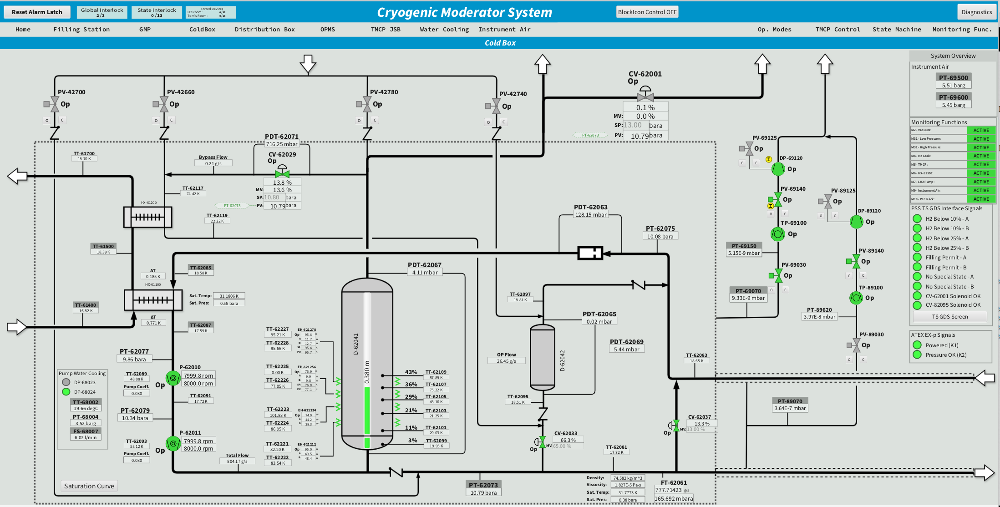 Reset Alarm Latch
Global Interlock
2/3
State Interlock
0/13
Forced Devices
H2 Room: 0/92
Tom's Room: 0/68
Cryogenic Moderator System
BlockIcon Control OFF
Diagnostics
Home Filling Station GMP ColdBox Distribution Box OPMS TMCP JSB Water Cooling Instrument Air Op. Modes TMCP Control State Machine Monitoring Func.
Cold Box
PV-42700
Op
o c
PV-42660
Op
o c
PV-42780
Op
o c
PV-42740
Op
o c
CV-62001
Op
0.1 %
MV: 0.0 %
SP: 13.00 bara
PT-62073 PV: 10.79 bara
PDT-62071
716.25 mbar
CV-62029
Op
13.8 %
MV: 13.6 %
SP: 10.80 bara
PT-62073 PV: 10.79 bara
Bypass Flow
0.21 g/s
TT-61700
18.70 K
TT-62117
74.42 K
TT-62119
22.22 K
HX-61200
TT-61500
18.39 K
ΔT
0.185 K
HX-61100
TT-62085
18.58 K
Sat. Temp: 31.1806 K
Sat. Pres: 0.56 bara
TT-61400
16.82 K
ΔT
0.771 K
TT-62087
17.59 K
PT-62077
9.86 bara
P-62010
7999.8 rpm
8000.0 rpm
Op
TT-62089
48.88 K
Pump Coeff.
0.030
TT-62091
17.72 K
PT-62079
10.34 bara
P-62011
7999.8 rpm
8000.0 rpm
Op
TT-62093
58.12 K
Pump Coeff.
0.030
Total Flow
804.17 g/s
Pump Water Cooling
DP-68023
DP-68024
TT-68002
19.66 degC
PT-68004
3.52 barg
FS-68007
6.02 l/min
Saturation Curve
PDT-62067
4.11 mbar
D-62041
0.380 m
TT-62227
95.21 K
TT-62228
95.66 K
EH-621278
Op 95.6 K
A: 11.7 W
B: 12.7 W
SP: 95.4 K
PV: 95.7 K
TT-62225
0.00 K
TT-62226
77.05 K
EH-621256
Op 76.9 K
A: 9.9 W
B: 9.8 W
SP: 76.8 K
PV: 77.1 K
TT-62223
101.83 K
TT-62224
86.95 K
EH-621234
Op 74.0 W
A: 44.2 W
B: 38.3 W
TT-62221
82.20 K
TT-62222
83.54 K
EH-621212
Op 95.0 W
A: 49.5 W
B: 48.4 W
43% TT-62109
87.89 K
36% TT-62107
75.22 K
29% TT-62105
43.16 K
21% TT-62103
21.25 K
11% TT-62101
20.03 K
3% TT-62099
19.95 K
PDT-62063
128.15 mbar
PT-62075
10.08 bara
TT-62097
18.81 K
PDT-62065
0.02 mbar
PDT-62069
5.44 mbar
OP Flow
26.45 g/s
D-62042
TT-62095
18.51 K
CV-62033
66.3 %
MV: 65.00 %
Op
TT-62083
18.65 K
CV-62037
13.3 %
MV: 13.00 %
Op
TT-62081
17.72 K
PT-62073
10.79 bara
Density: 74.582 kg/m^3
Viscosity: 1.827E-5 Pa-s
Sat. Temp: 31.7773 K
Sat. Pres: 0.38 bara
FT-62061
777.71423 g/s
165.692 mbara
PV-69125
Op
o c
DP-69120
Op
I
PV-69140
Op
I
o c
TP-69100
Op
PT-69150
5.15E-9 mbar
PV-69030
Op
o c
PT-69070
9.33E-9 mbar
PV-89125
Op
o c
DP-89120
Op
PV-89140
Op
o c
TP-89100
Op
PT-89620
3.97E-8 mbar
PV-89030
Op
o c
PT-89070
3.64E-7 mbar
System Overview
Instrument Air
PT-69500
5.51 barg
PT-69600
5.45 barg
Monitoring Functions
M2 - Vacuum: ACTIVE
M31 - Low Pressure: ACTIVE
M32 - High Pressure: ACTIVE
M4 - H2 Leak: ACTIVE
M5 - TMCP: ACTIVE
M6 - HX-61100: ACTIVE
M7 - LH2 Pump: ACTIVE
M9 - Instrument Air: ACTIVE
M10 - PLC Rack: ACTIVE
PSS TS GDS Interface Signals
H2 Below 10% - A
H2 Below 10% - B
H2 Below 25% - A
H2 Below 25% - B
Filling Permit - A
Filling Permit - B
No Special State - A
No Special State - B
CV-62001 Solenoid OK
CV-82095 Solenoid OK
TS GDS Screen
ATEX EX-p Signals
Powered (K1)
Pressure OK (K2)